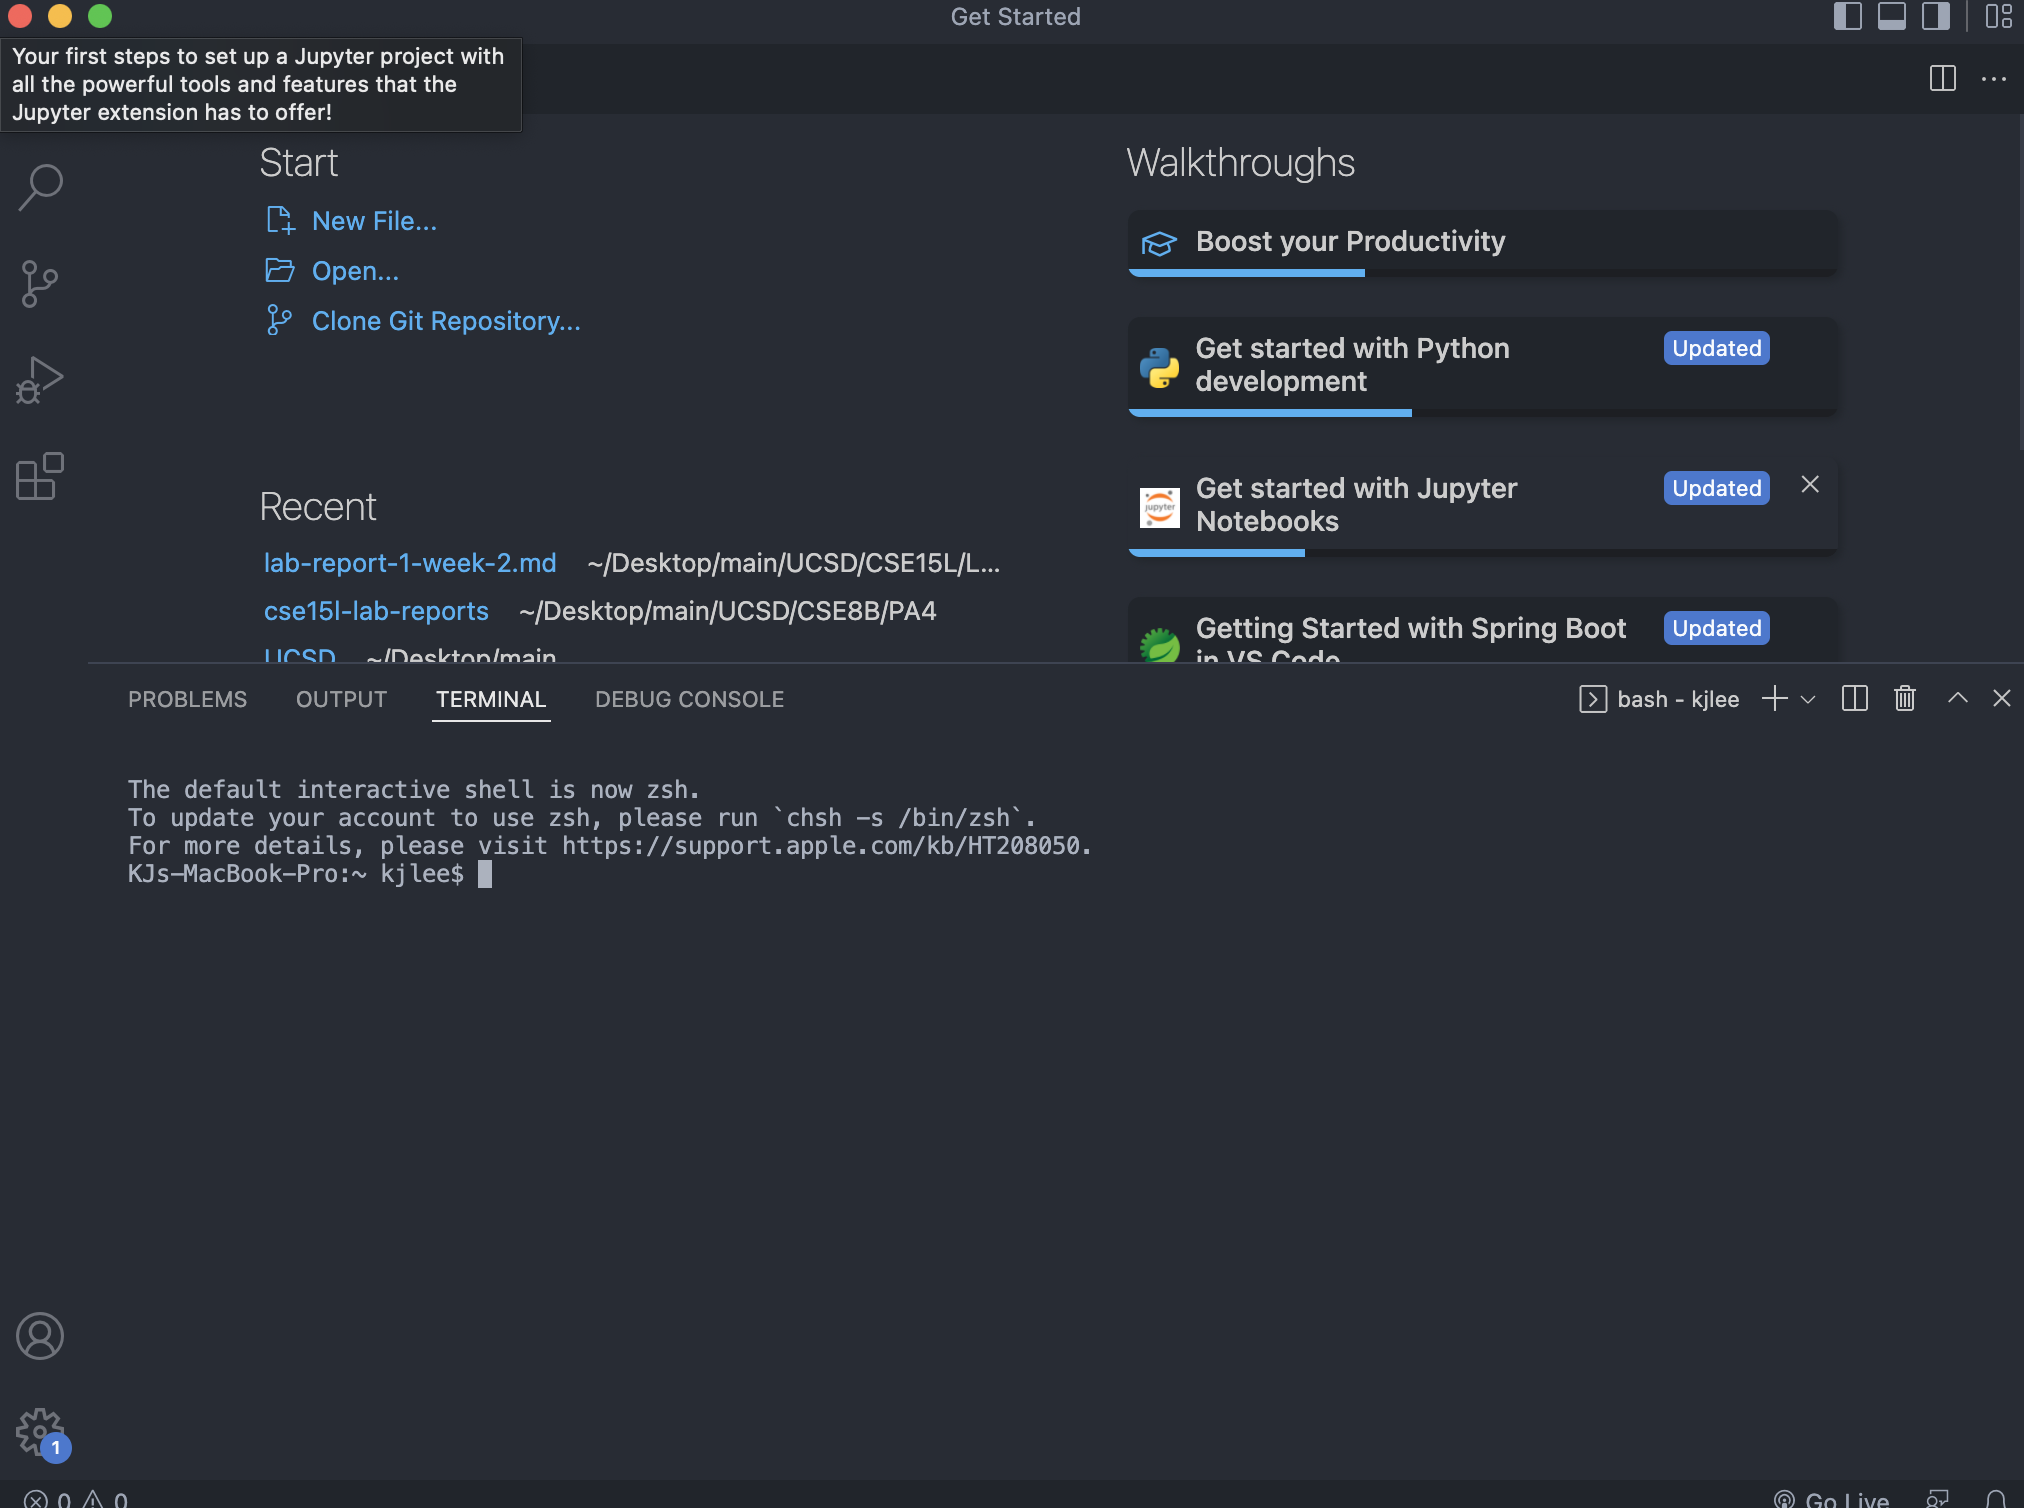 Get Started
Your first steps to set up a Jupyter project with
all the powerful tools and features that the
Jupyter extension has to offer!
Start
New File...
Open...
Clone Git Repository...
Recent
lab-report-1-week-2.md ~/Desktop/main/UCSD/CSE15L/L...
cse15l-lab-reports ~/Desktop/main/UCSD/CSE8B/PA4
UCSD ~/Desktop/main
Walkthroughs
Boost your Productivity
Get started with Python
development
Updated
jupyter
Get started with Jupyter
Notebooks
Updated
Getting Started with Spring Boot
in VS Code
Updated
PROBLEMS OUTPUT TERMINAL DEBUG CONSOLE bash - kjlee
The default interactive shell is now zsh.
To update your account to use zsh, please run `chsh -s /bin/zsh`.
For more details, please visit https://support.apple.com/kb/HT208050.
KJs-MacBook-Pro:~ kjlee$
1
0 0 Go Live